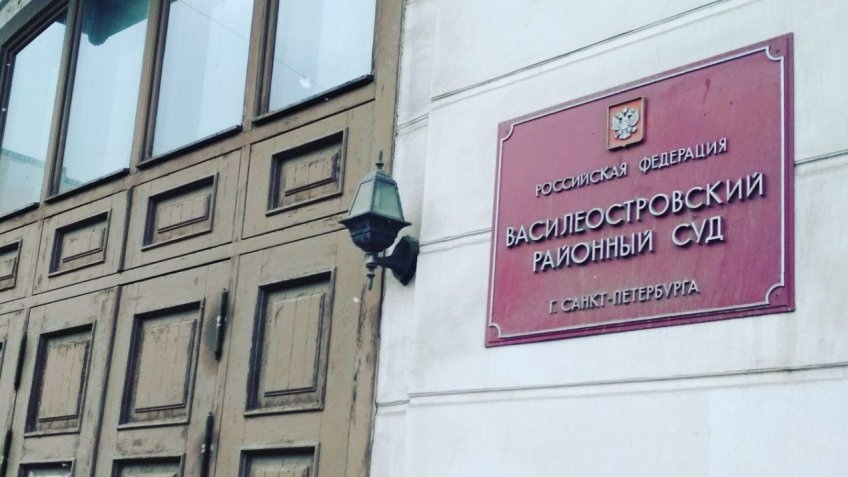 РОССИЙСКАЯ ФЕДЕРАЦИЯ
ВАСИЛЕОСТРОВСКИЙ
РАЙОННЫЙ СУД
Г. САНКТ-ПЕТЕРБУРГА